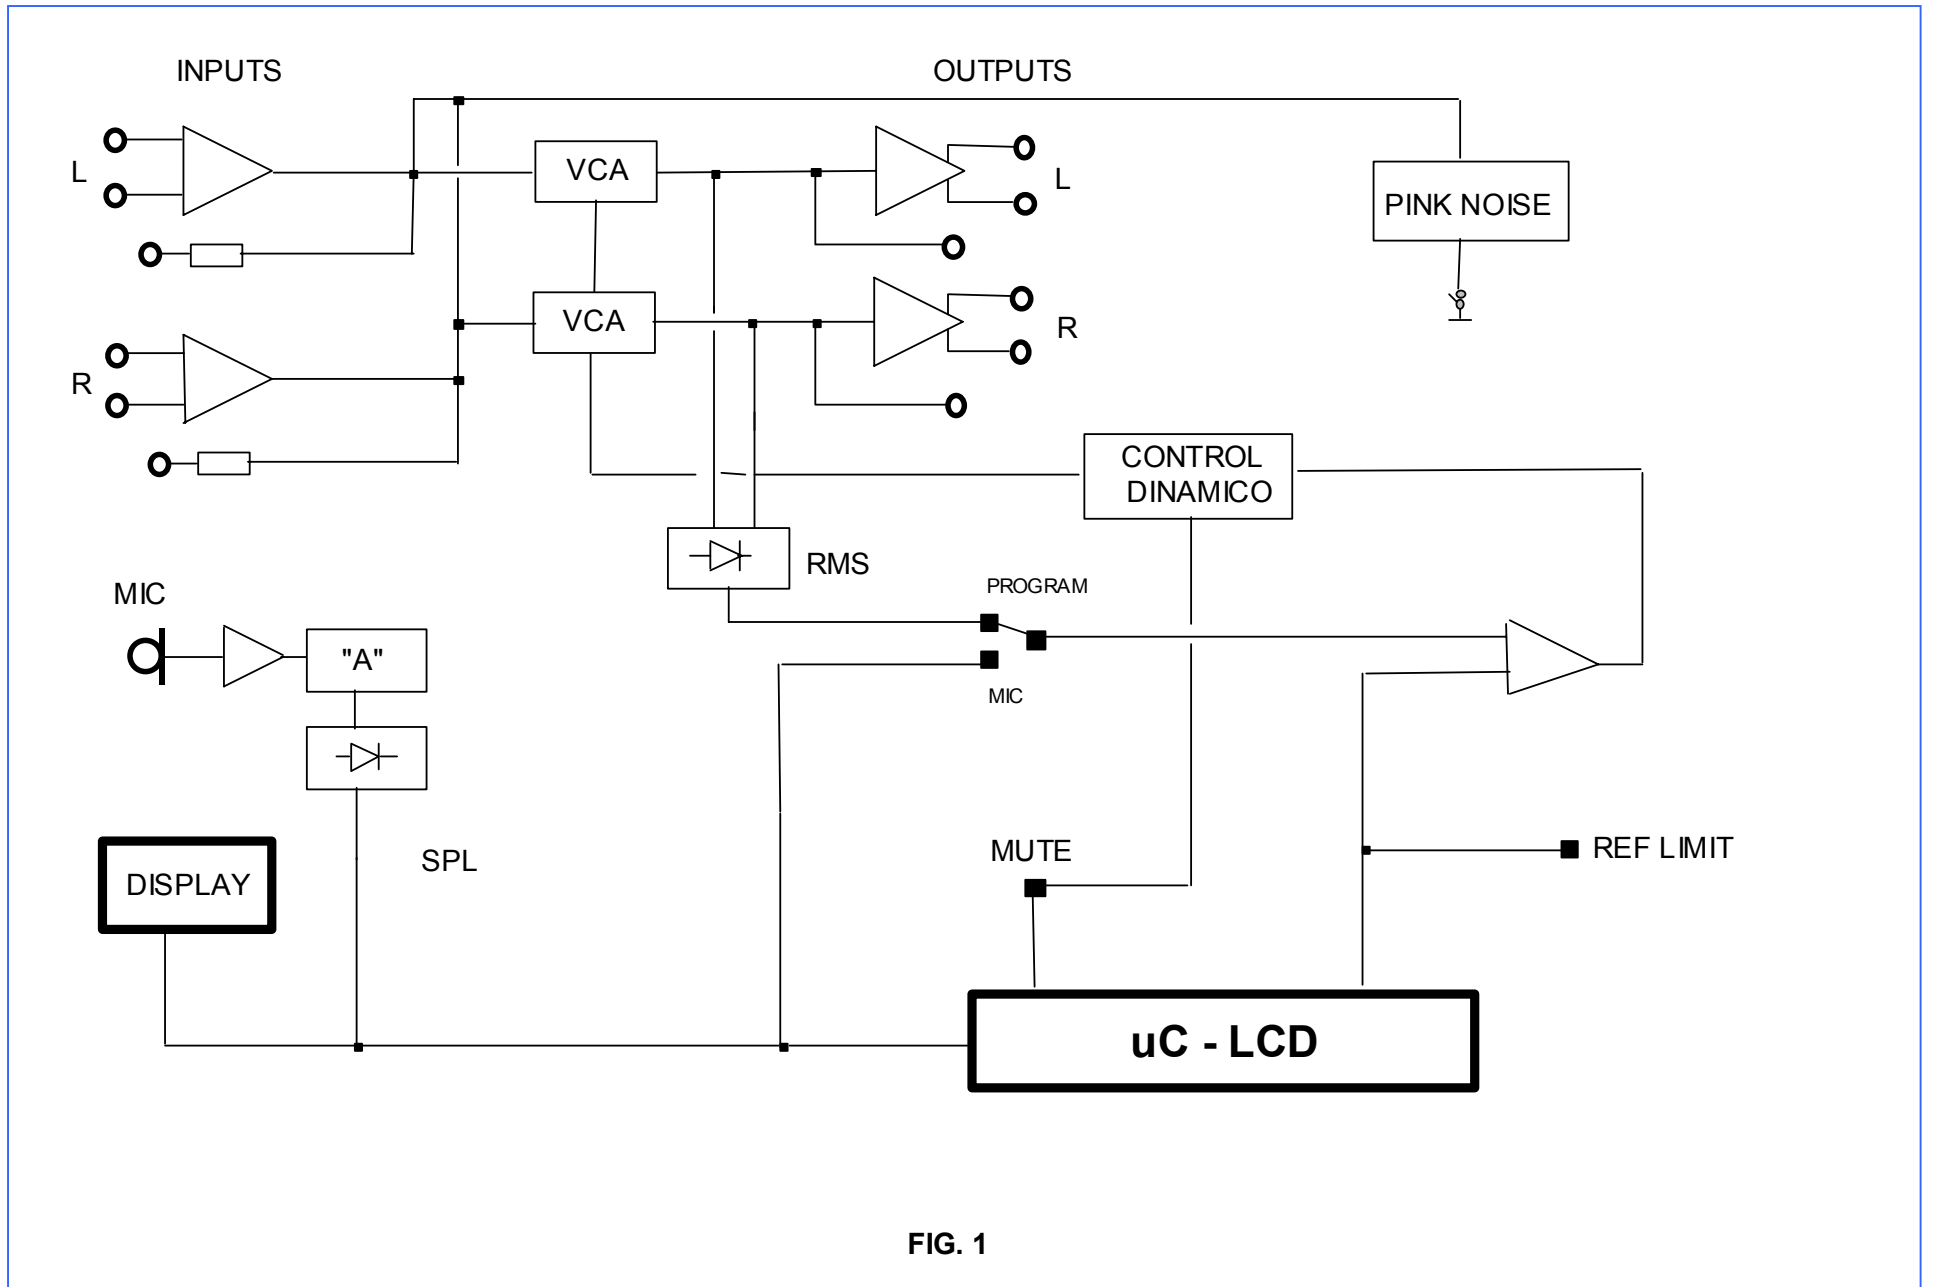 INPUTS
OUTPUTS
L
VCA
L
PINK NOISE
VCA
R
R
CONTROL
DINAMICO
RMS
PROGRAM
MIC
"A"
MIC
MUTE
REF LIMIT
SPL
DISPLAY
uC - LCD
FIG. 1